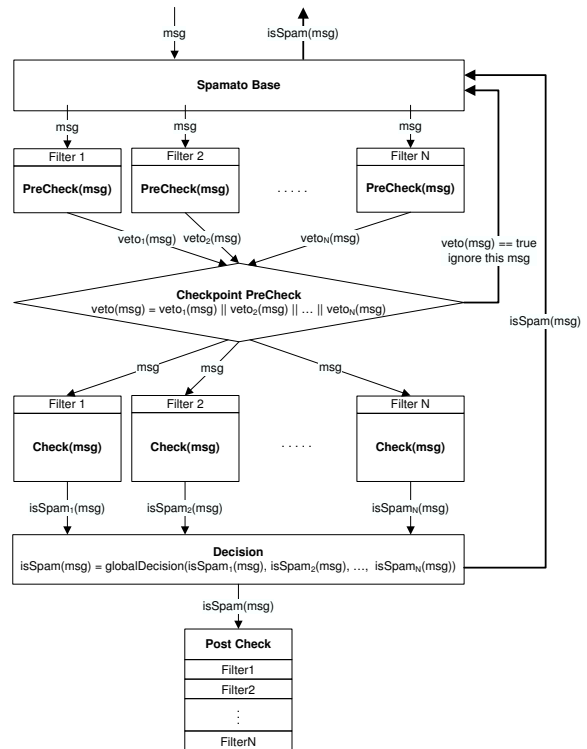 msg
isSpam(msg)
Spamato Base
msg
msg
msg
Filter 1
Filter 2
Filter N
PreCheck(msg)
PreCheck(msg)
. . . . .
PreCheck(msg)
veto₁(msg)
veto₂(msg)
vetoN(msg)
veto(msg) == true
ignore this msg
Checkpoint PreCheck
veto(msg) = veto₁(msg) || veto₂(msg) || ... || vetoN(msg)
isSpam(msg)
msg
msg
msg
Filter 1
Filter 2
Filter N
Check(msg)
Check(msg)
. . . . .
Check(msg)
isSpam₁(msg)
isSpam₂(msg)
isSpamN(msg)
Decision
isSpam(msg) = globalDecision(isSpam₁(msg), isSpam₂(msg), ..., isSpamN(msg))
isSpam(msg)
Post Check
Filter1
Filter2
...
FilterN